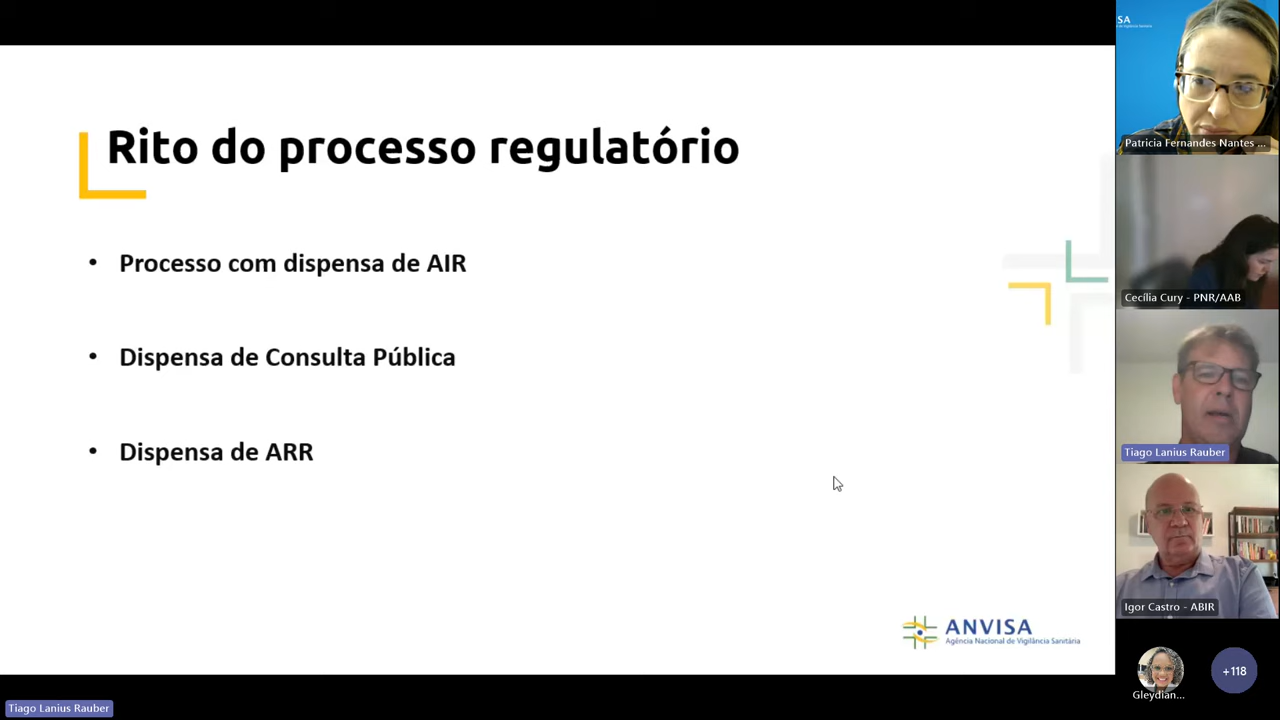 Rito do processo regulatório
• Processo com dispensa de AIR
• Dispensa de Consulta Pública
• Dispensa de ARR
ANVISA
Agência Nacional de Vigilância Sanitária
SA
Patricia Fernandes Nantes ...
Cecília Cury - PNR/AAB
Tiago Lanius Rauber
Igor Castro - ABIR
Gleydian...
+118
Tiago Lanius Rauber